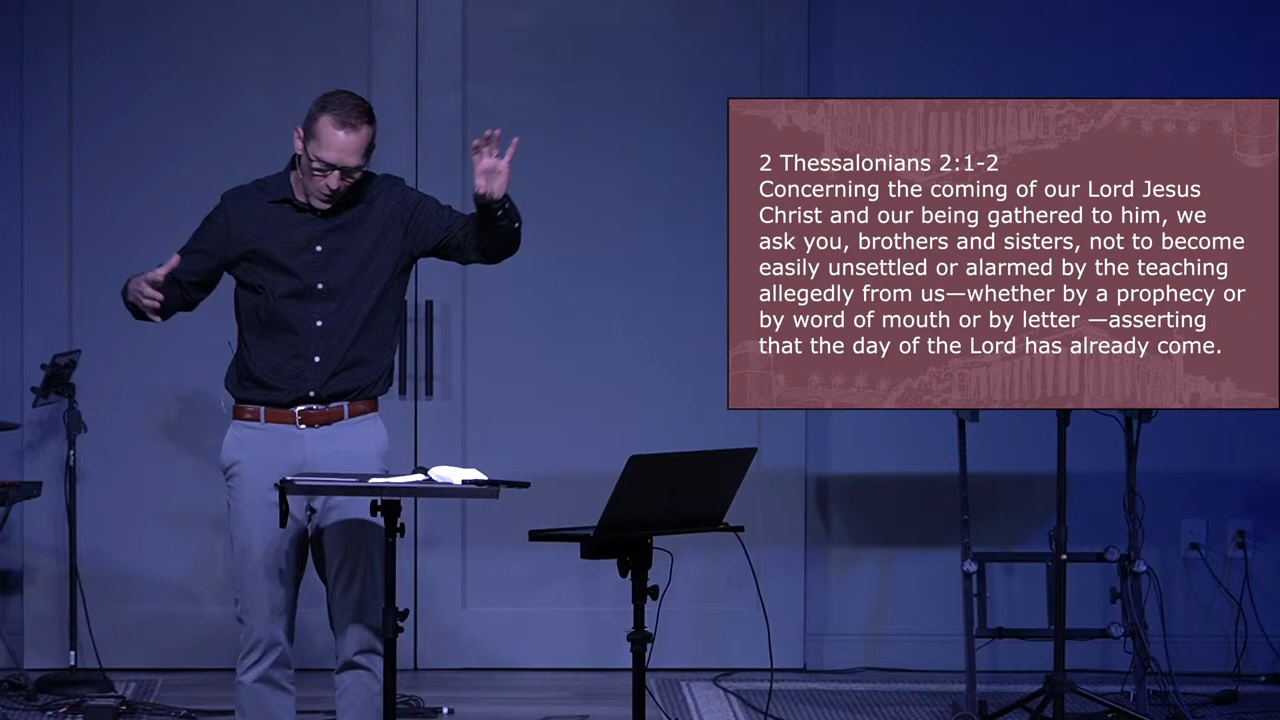 2 Thessalonians 2:1-2
Concerning the coming of our Lord Jesus
Christ and our being gathered to him, we
ask you, brothers and sisters, not to become
easily unsettled or alarmed by the teaching
allegedly from us—whether by a prophecy or
by word of mouth or by letter —asserting
that the day of the Lord has already come.